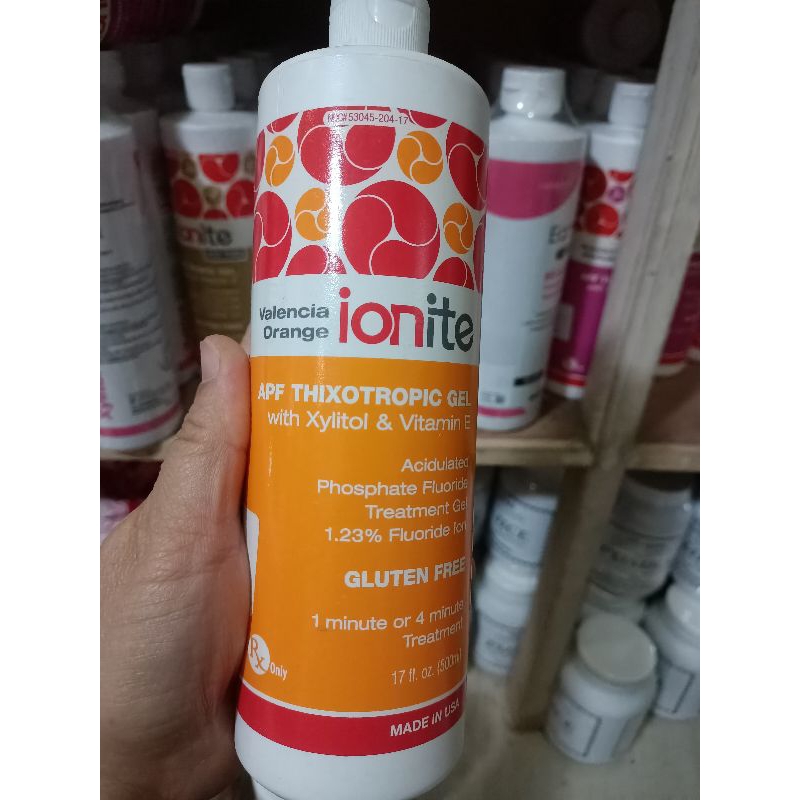 53045-204-17
Valencia
Orange
ionite
APF THIXOTROPIC GEL
with Xylitol & Vitamin E
Acidulated
Phosphate Fluoride
Treatment Gel
1.23% Fluoride Ion
GLUTEN FREE
1 minute or 4 minute
Treatment
Rx Only
17 fl. oz. (500ml)
MADE IN USA
ionite